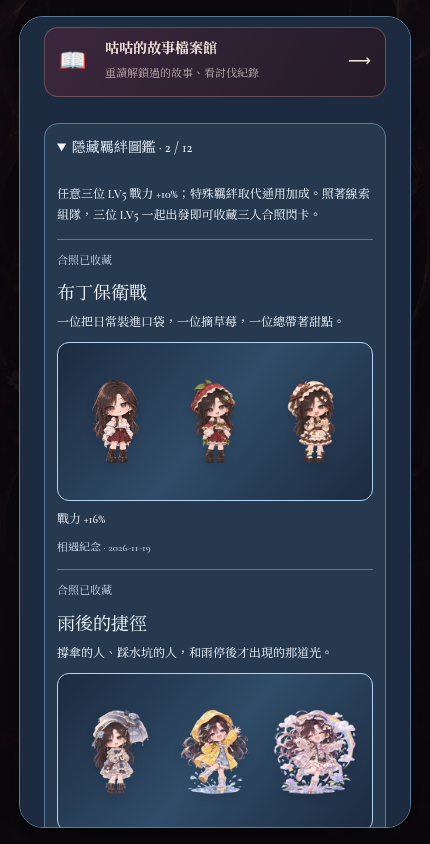 咕咕的故事檔案館
重讀解鎖過的故事、看討伐紀錄
→
▼ 隱藏羈絆圖鑑 · 2 / 12
任意三位 LV5 戰力 +10%；特殊羈絆取代通用加成。照著線索
組隊，三位 LV5 一起出發即可收藏三人合照閃卡。
合照已收藏
布丁保衛戰
一位把日常裝進口袋，一位摘草莓，一位總帶著甜點。
戰力 +16%
相遇紀念 · 2026-11-19
合照已收藏
雨後的捷徑
撐傘的人、踩水坑的人，和雨停後才出現的那道光。